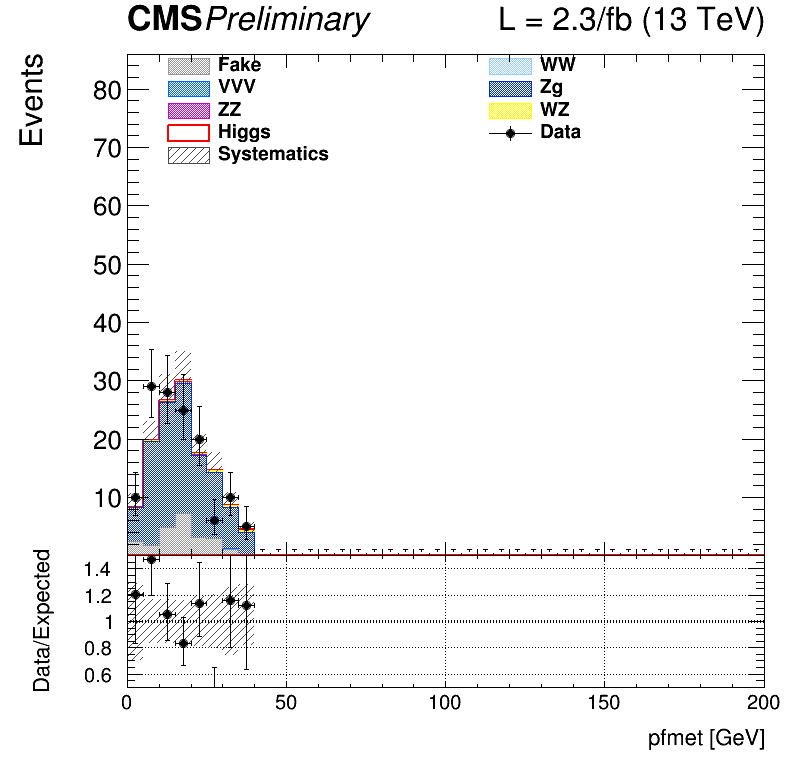 CMS Preliminary L = 2.3/fb (13 TeV)
Events
Fake WW
VVV Zg
ZZ WZ
Higgs Data
Systematics
80
70
60
50
40
30
20
10
Data/Expected
1.4
1.2
1
0.8
0.6
0 50 100 150 200
pfmet [GeV]